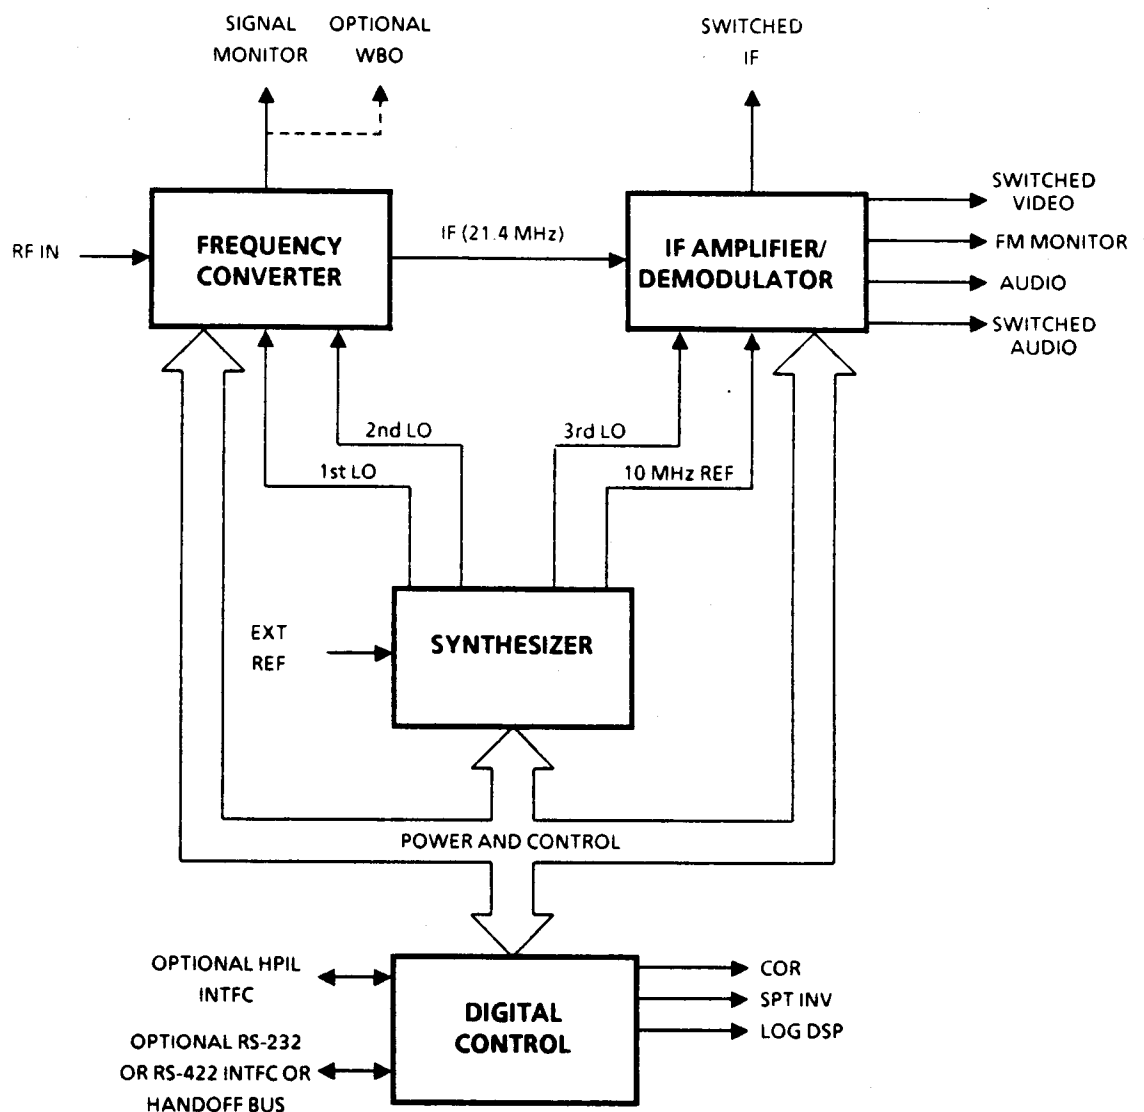 SIGNAL
MONITOR
OPTIONAL
WBO
SWITCHED
IF
RF IN
FREQUENCY
CONVERTER
IF (21.4 MHz)
IF AMPLIFIER/
DEMODULATOR
SWITCHED
VIDEO
FM MONITOR
AUDIO
SWITCHED
AUDIO
2nd LO
1st LO
3rd LO
10 MHz REF
EXT
REF
SYNTHESIZER
POWER AND CONTROL
OPTIONAL HPIL
INTFC
OPTIONAL RS-232
OR RS-422 INTFC OR
HANDOFF BUS
DIGITAL
CONTROL
COR
SPT INV
LOG DSP